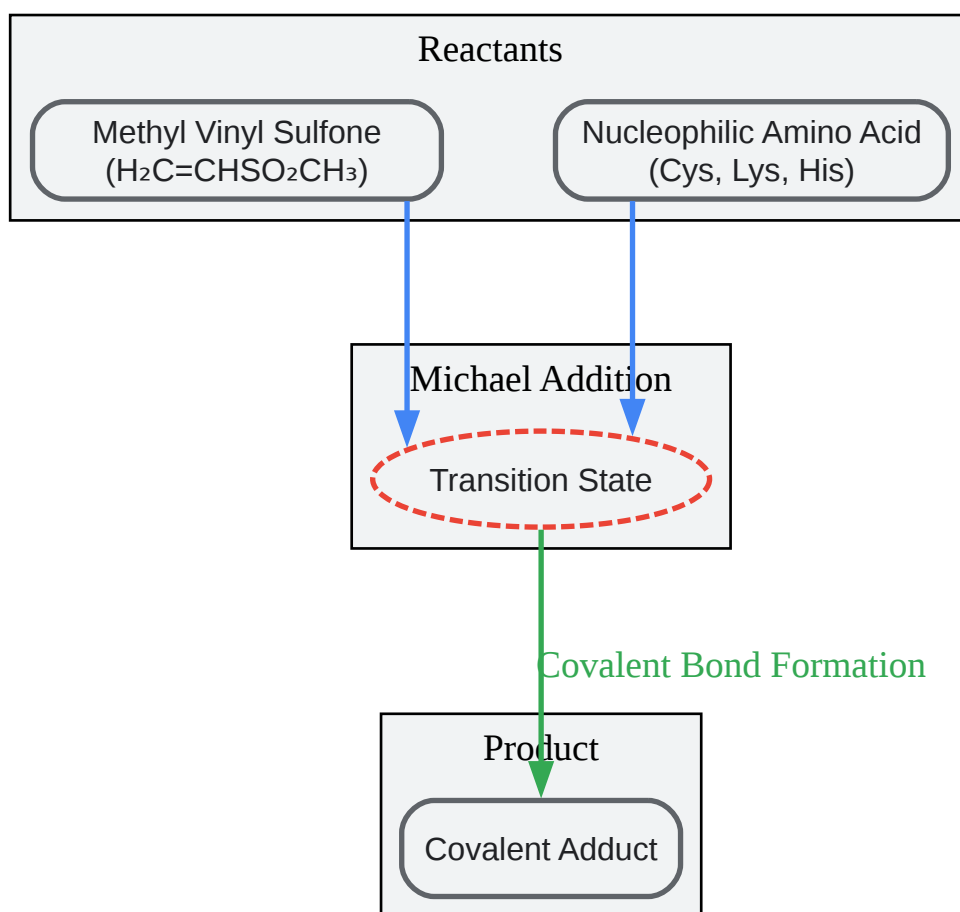 Reactants
Methyl Vinyl Sulfone
(H₂C=CHSO₂CH₃)
Nucleophilic Amino Acid
(Cys, Lys, His)
Michael Addition
Transition State
Covalent Bond Formation
Product
Covalent Adduct